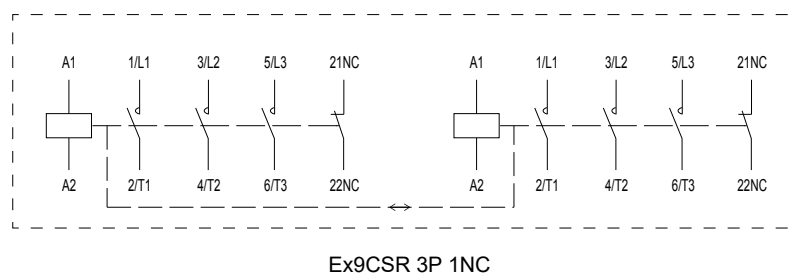 A1 1/L1 3/L2 5/L3 21NC A1 1/L1 3/L2 5/L3 21NC
A2 2/T1 4/T2 6/T3 22NC A2 2/T1 4/T2 6/T3 22NC
Ex9CSR 3P 1NC